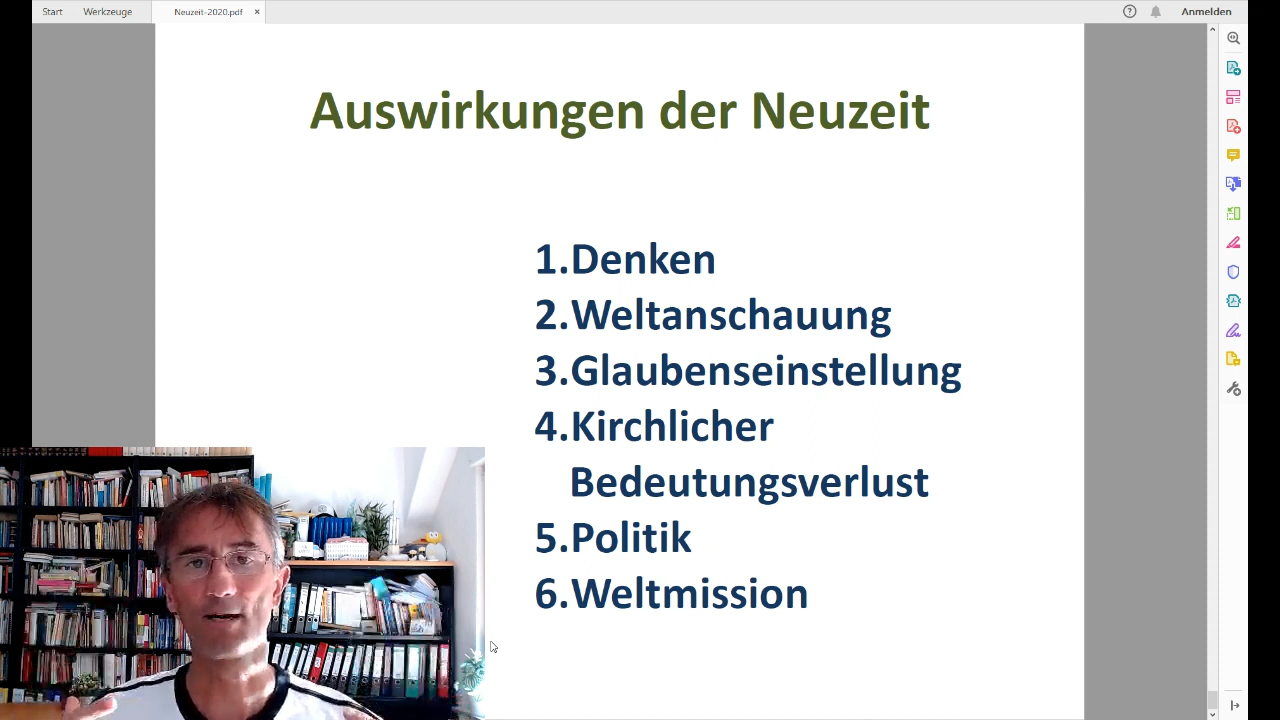 Start Werkzeuge Neuzeit-2020.pdf × Anmelden
Auswirkungen der Neuzeit
1.Denken
2.Weltanschauung
3.Glaubenseinstellung
4.Kirchlicher
Bedeutungsverlust
5.Politik
6.Weltmission